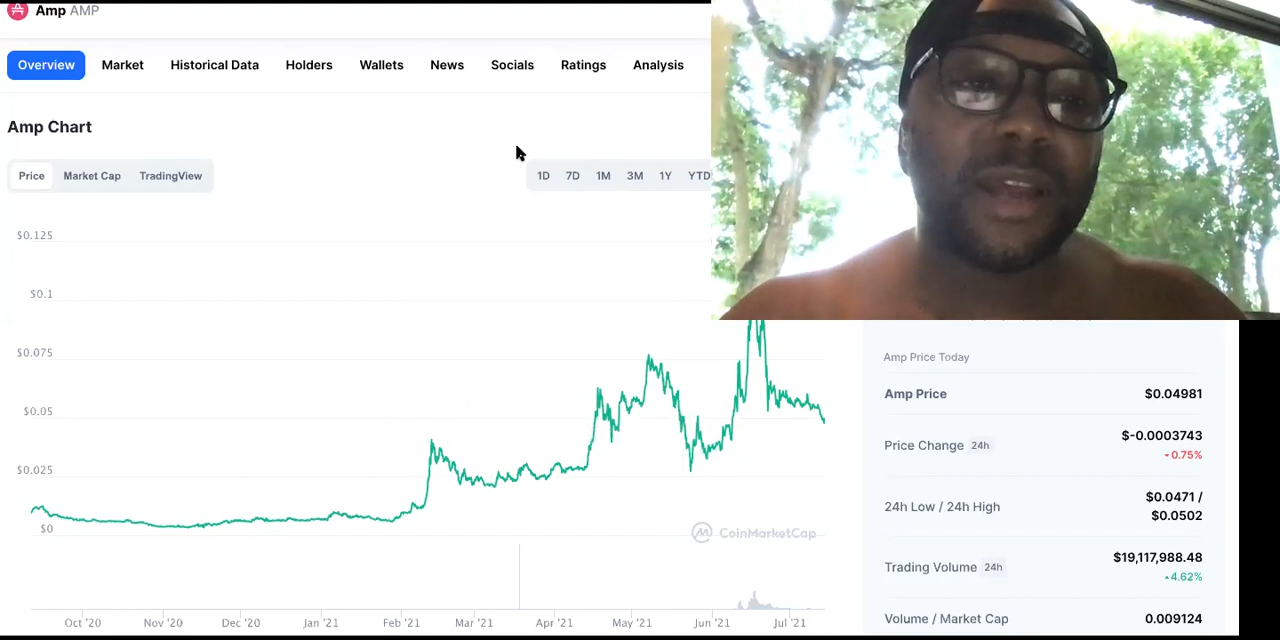 Amp AMP
Overview Market Historical Data Holders Wallets News Socials Ratings Analysis
Amp Chart
Price Market Cap TradingView
1D 7D 1M 3M 1Y YTD
$0.125
$0.1
$0.075
$0.05
$0.025
$0
CoinMarketCap
Oct '20 Nov '20 Dec '20 Jan '21 Feb '21 Mar '21 Apr '21 May '21 Jun '21 Jul '21
Amp Price Today
Amp Price $0.04981
Price Change 24h $-0.0003743
0.75%
24h Low / 24h High $0.0471 /
$0.0502
Trading Volume 24h $19,117,988.48
4.62%
Volume / Market Cap 0.009124